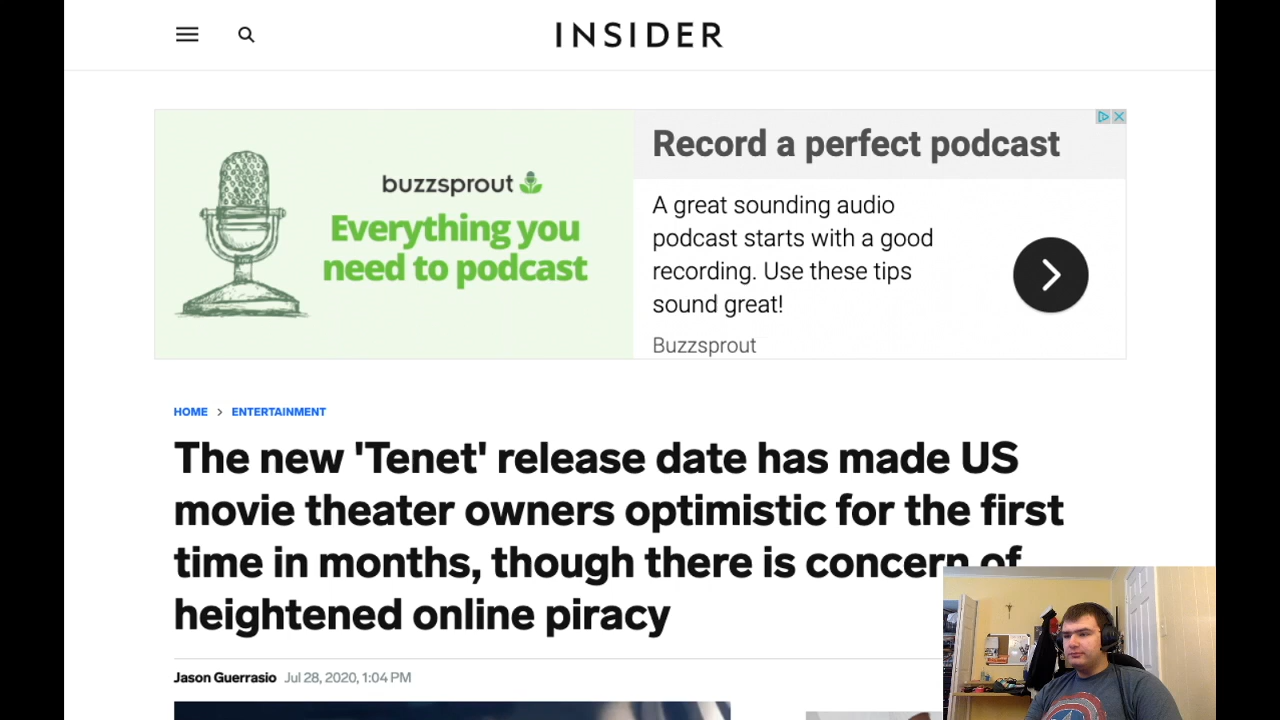 INSIDER
buzzsprout
Everything you
need to podcast
Record a perfect podcast
A great sounding audio
podcast starts with a good
recording. Use these tips
sound great!
Buzzsprout
HOME > ENTERTAINMENT
The new 'Tenet' release date has made US
movie theater owners optimistic for the first
time in months, though there is concern of
heightened online piracy
Jason Guerrasio Jul 28, 2020, 1:04 PM